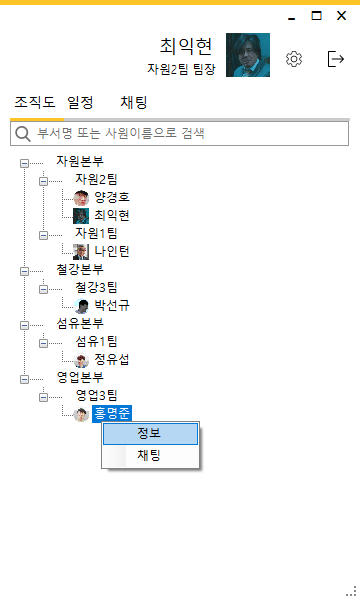 최익현
자원2팀 팀장
조직도 일정 채팅
부서명 또는 사원이름으로 검색
자원본부
자원2팀
양경호
최익현
자원1팀
나인턴
철강본부
철강3팀
박선규
섬유본부
섬유1팀
정유섭
영업본부
영업3팀
홍명준
정보
채팅